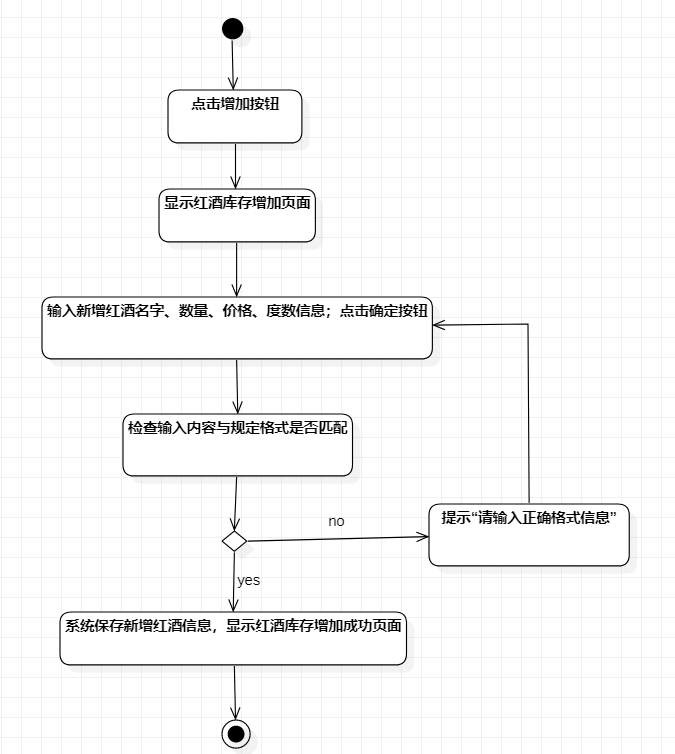 点击增加按钮
显示红酒库存增加页面
输入新增红酒名字、数量、价格、度数信息；点击确定按钮
检查输入内容与规定格式是否匹配
no
提示“请输入正确格式信息”
yes
系统保存新增红酒信息，显示红酒库存增加成功页面